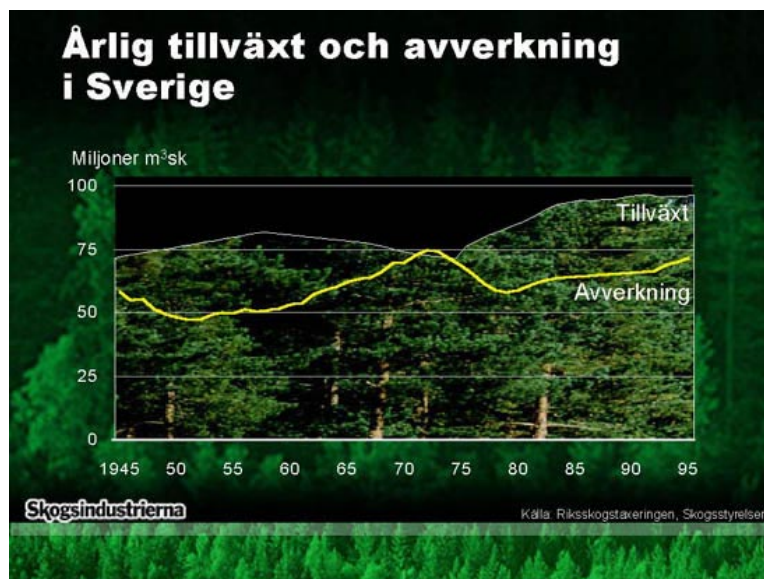 Årlig tillväxt och avverkning
i Sverige
Miljoner m³sk
100
Tillväxt
75
Avverkning
50
25
0
1945 50 55 60 65 70 75 80 85 90 95
Skogsindustrierna
Källa: Riksskogstaxeringen, Skogsstyrelsen